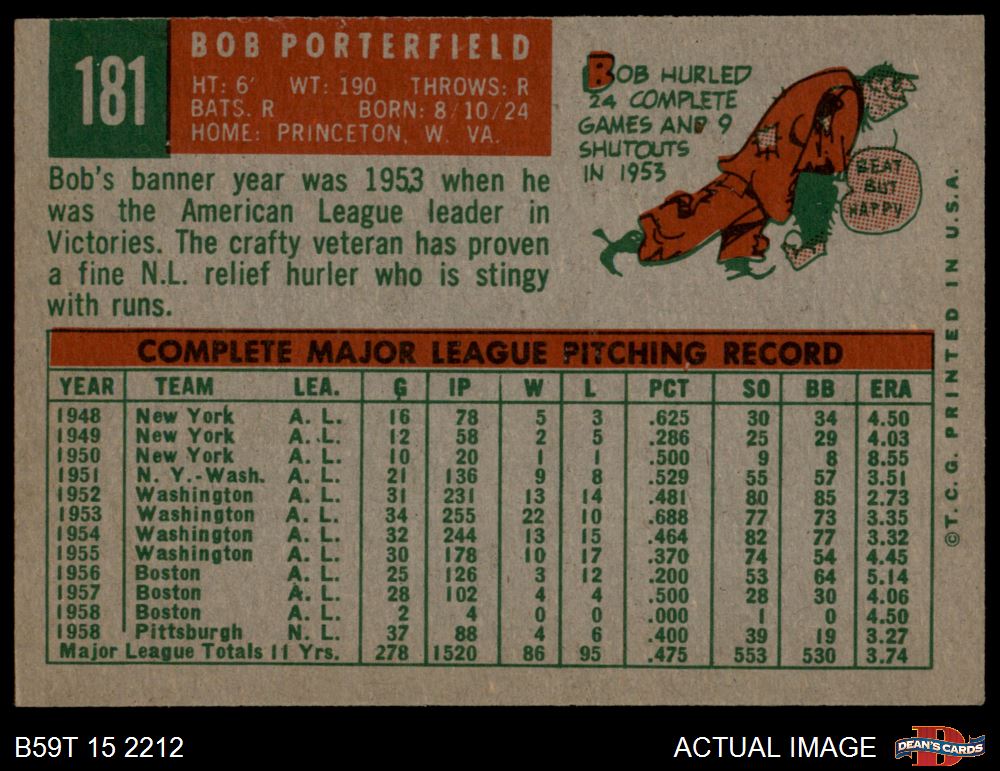 181
BOB PORTERFIELD
HT: 6' WT: 190 THROWS: R
BATS. R BORN: 8/10/24
HOME: PRINCETON, W. VA.
Bob's banner year was 1953 when he
was the American League leader in
Victories. The crafty veteran has proven
a fine N.L. relief hurler who is stingy
with runs.
BOB HURLED
24 COMPLETE
GAMES AND 9
SHUTOUTS
IN 1953
BEAT
BUT
HAPPY
COMPLETE MAJOR LEAGUE PITCHING RECORD
YEAR TEAM LEA. G IP W L PCT SO BB ERA
1948 New York A. L. 16 78 5 3 .625 30 34 4.50
1949 New York A. L. 12 58 2 5 .286 25 29 4.03
1950 New York A. L. 10 20 1 1 .500 9 8 8.55
1951 N. Y.-Wash. A. L. 21 136 9 8 .529 55 57 3.51
1952 Washington A. L. 31 231 13 14 .481 80 85 2.73
1953 Washington A. L. 34 255 22 10 .688 77 73 3.35
1954 Washington A. L. 32 244 13 15 .464 82 77 3.32
1955 Washington A. L. 30 178 10 17 .370 74 54 4.45
1956 Boston A. L. 25 126 3 12 .200 53 64 5.14
1957 Boston A. L. 28 102 4 4 .500 28 30 4.06
1958 Boston A. L. 2 4 0 0 .000 1 0 4.50
1958 Pittsburgh N. L. 37 88 4 6 .400 39 19 3.27
Major League Totals 11 Yrs. 278 1520 86 95 .475 553 530 3.74
©T. C. G. PRINTED IN U.S.A.
B59T 15 2212
ACTUAL IMAGE
DEAN'S CARDS